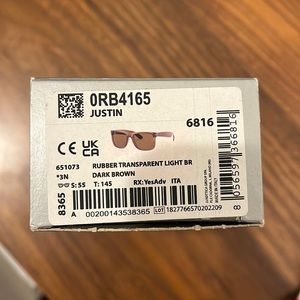 0RB4165
JUSTIN
6816
CE UK CA
651073 RUBBER TRANSPARENT LIGHT BR
*3N DARK BROWN
S: 55 T: 145 RX:YesAdv ITA
8365
A 00200143538365 LOT 1827766570202209